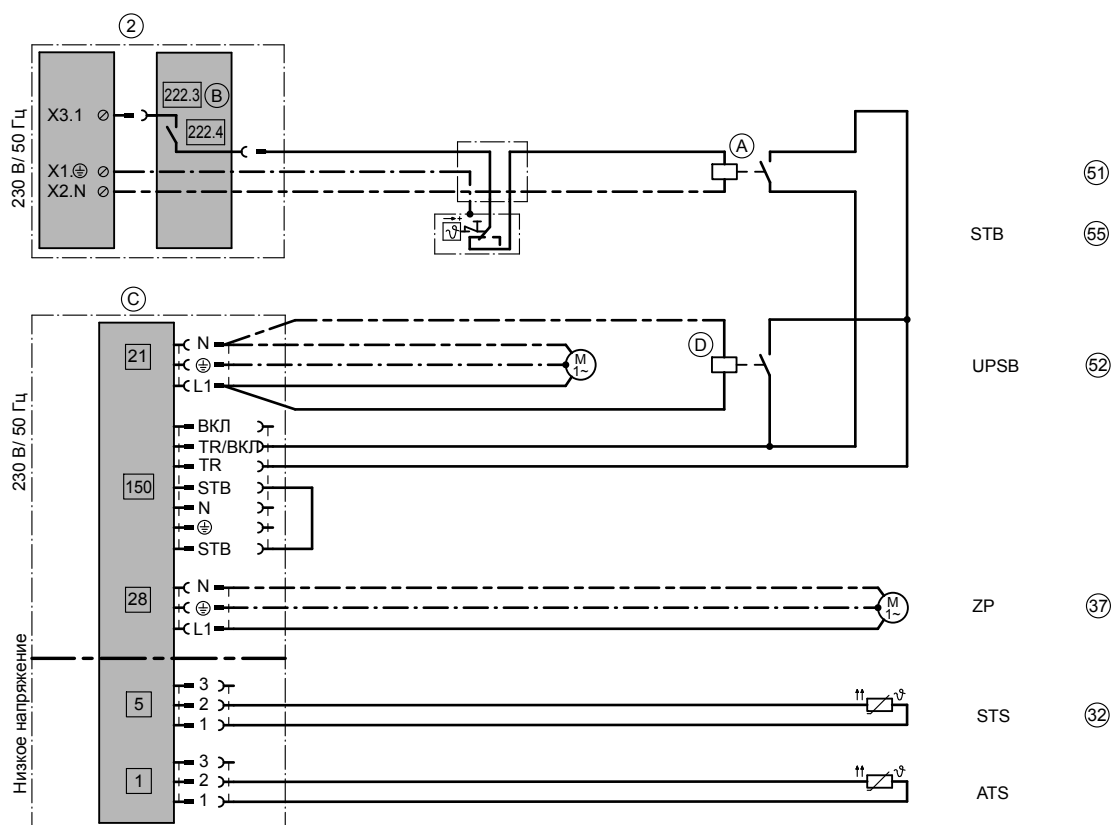 2
230 В/ 50 Гц
X3.1
X1.
X2.N
222.3
B
222.4
A
51
STB
55
C
230 В/ 50 Гц
21
N
L1
M
1~
D
UPSB
52
150
ВКЛ
TR/ВКЛ
TR
STB
N
STB
28
N
L1
M
1~
ZP
37
Низкое напряжение
5
3
2
1
ϑ
STS
32
1
3
2
1
ϑ
ATS
ϑ
+